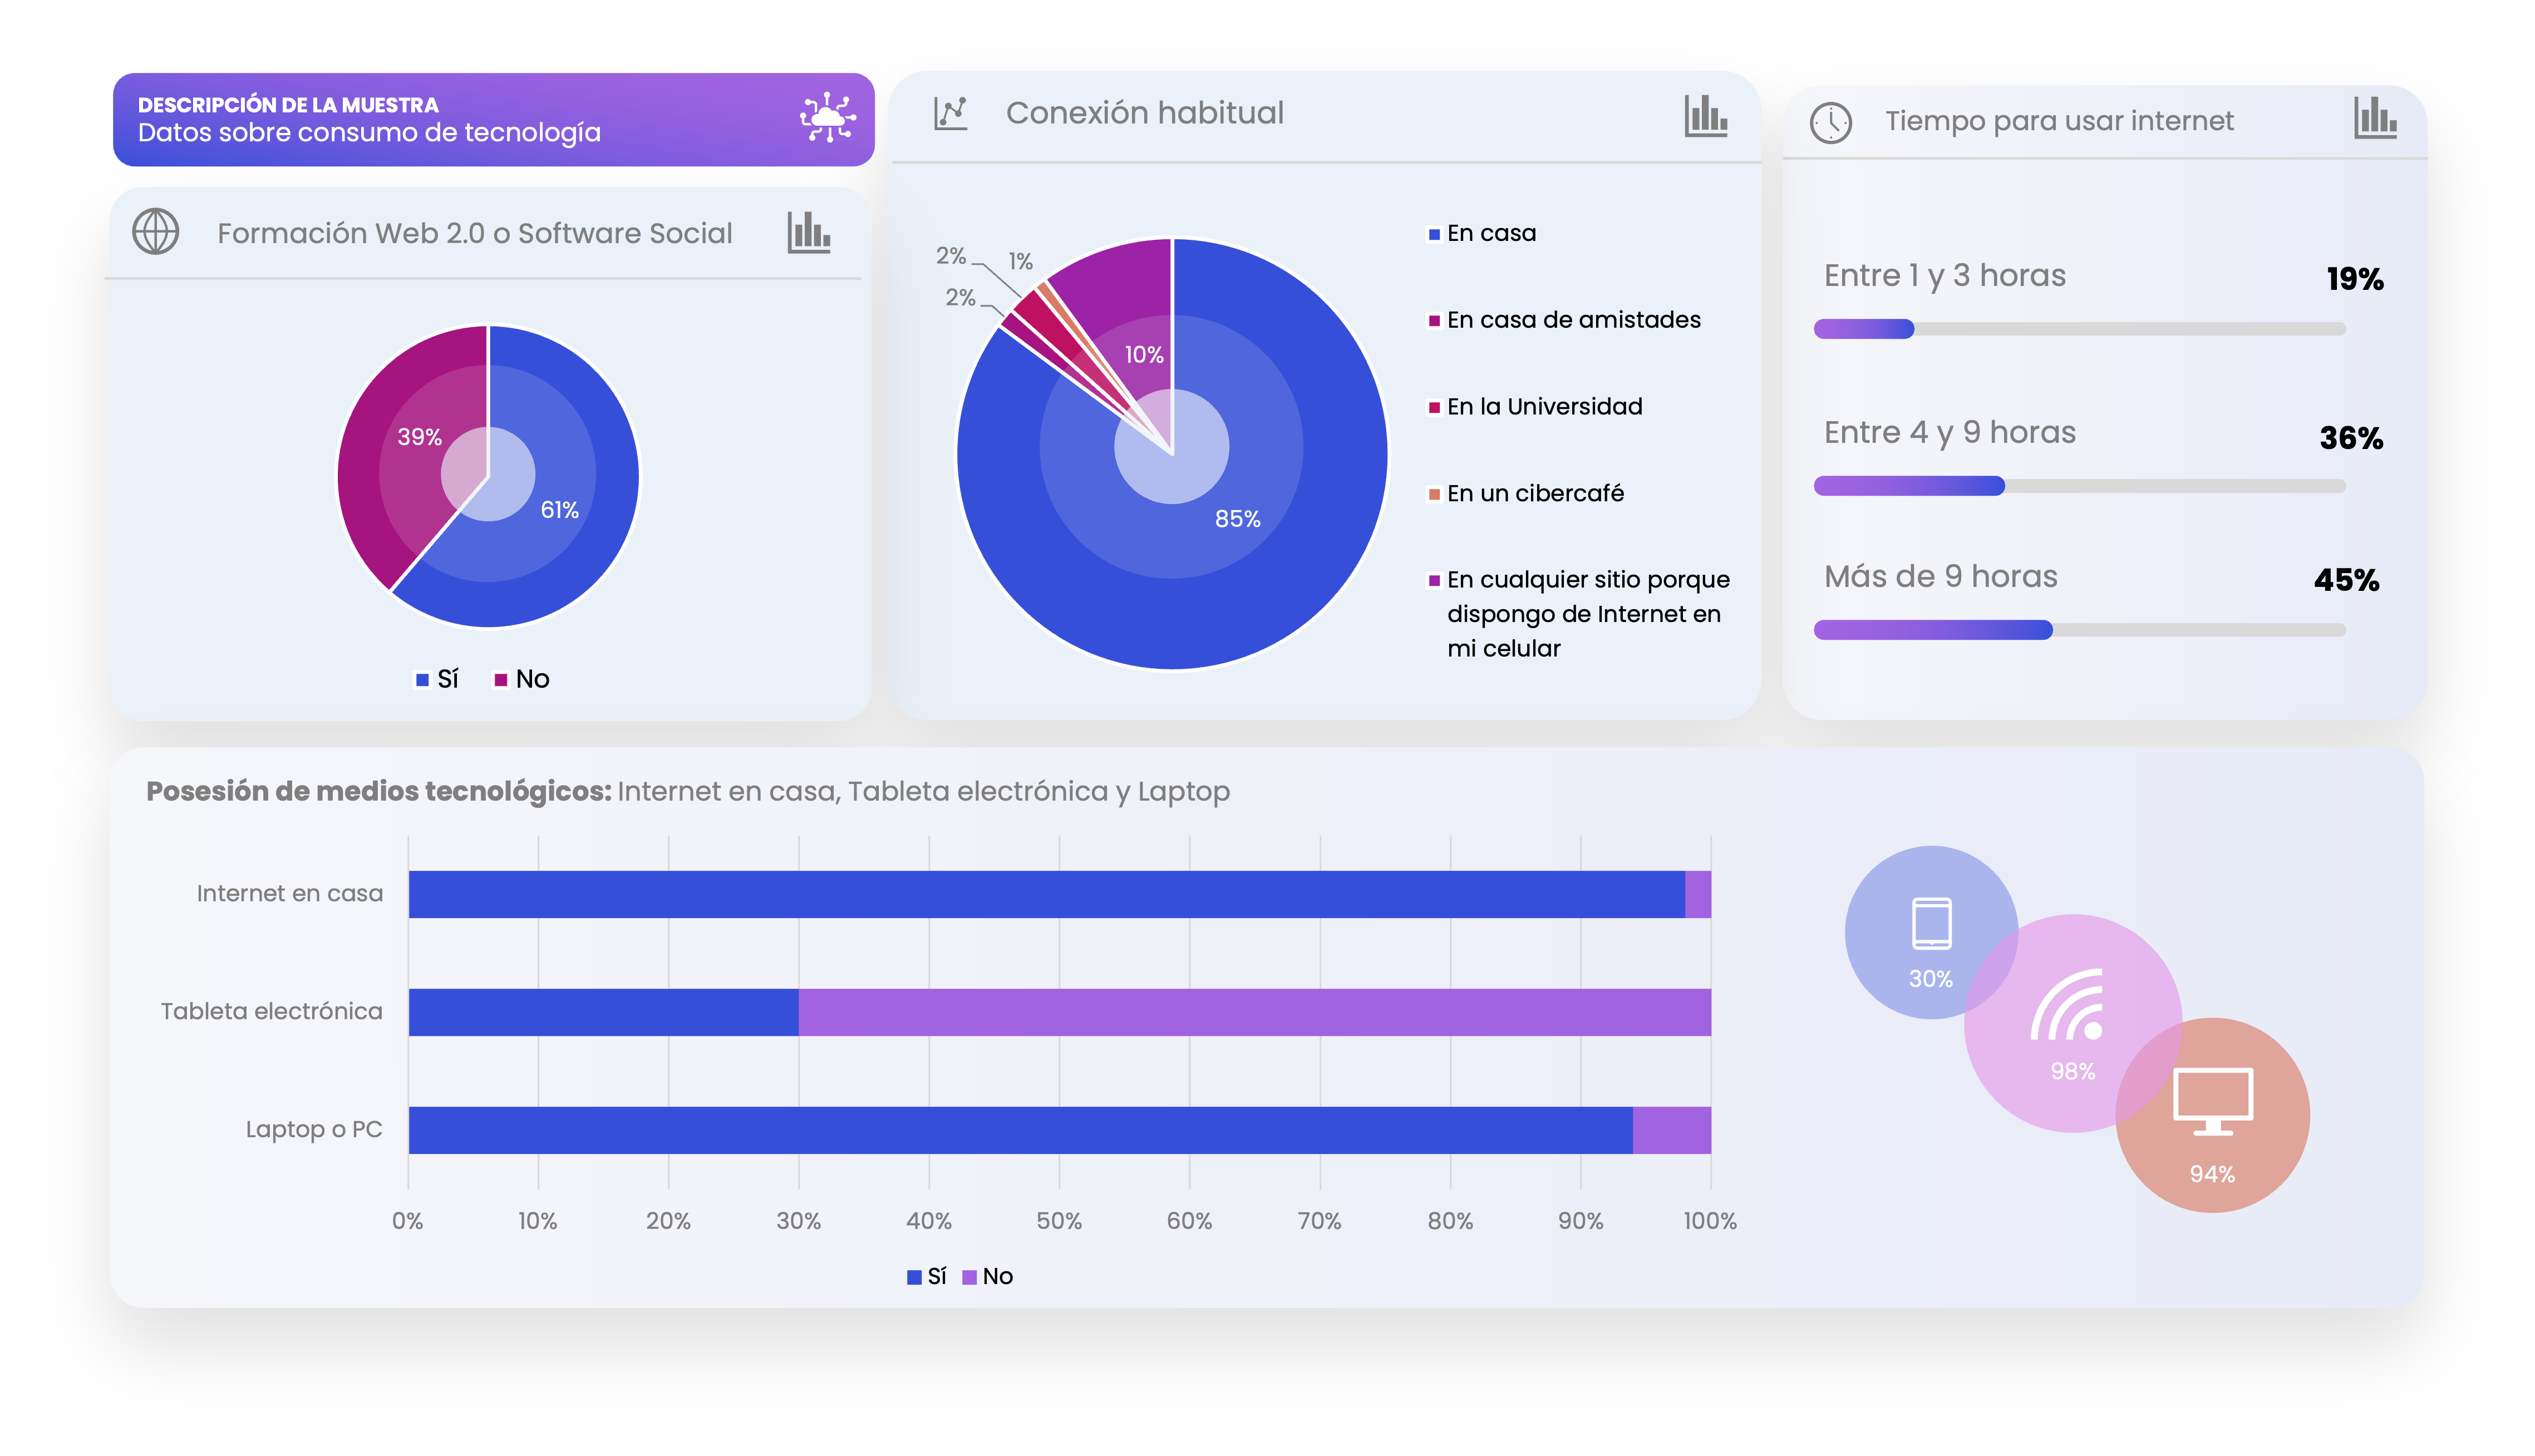 DESCRIPCIÓN DE LA MUESTRA
Datos sobre consumo de tecnología
Formación Web 2.0 o Software Social
39%
61%
Sí
No
Conexión habitual
2%
1%
2%
10%
85%
En casa
En casa de amistades
En la Universidad
En un cibercafé
En cualquier sitio porque
dispongo de Internet en
mi celular
Tiempo para usar internet
Entre 1 y 3 horas
19%
Entre 4 y 9 horas
36%
Más de 9 horas
45%
Posesión de medios tecnológicos: Internet en casa, Tableta electrónica y Laptop
Internet en casa
Tableta electrónica
Laptop o PC
0%
10%
20%
30%
40%
50%
60%
70%
80%
90%
100%
Sí
No
30%
98%
94%